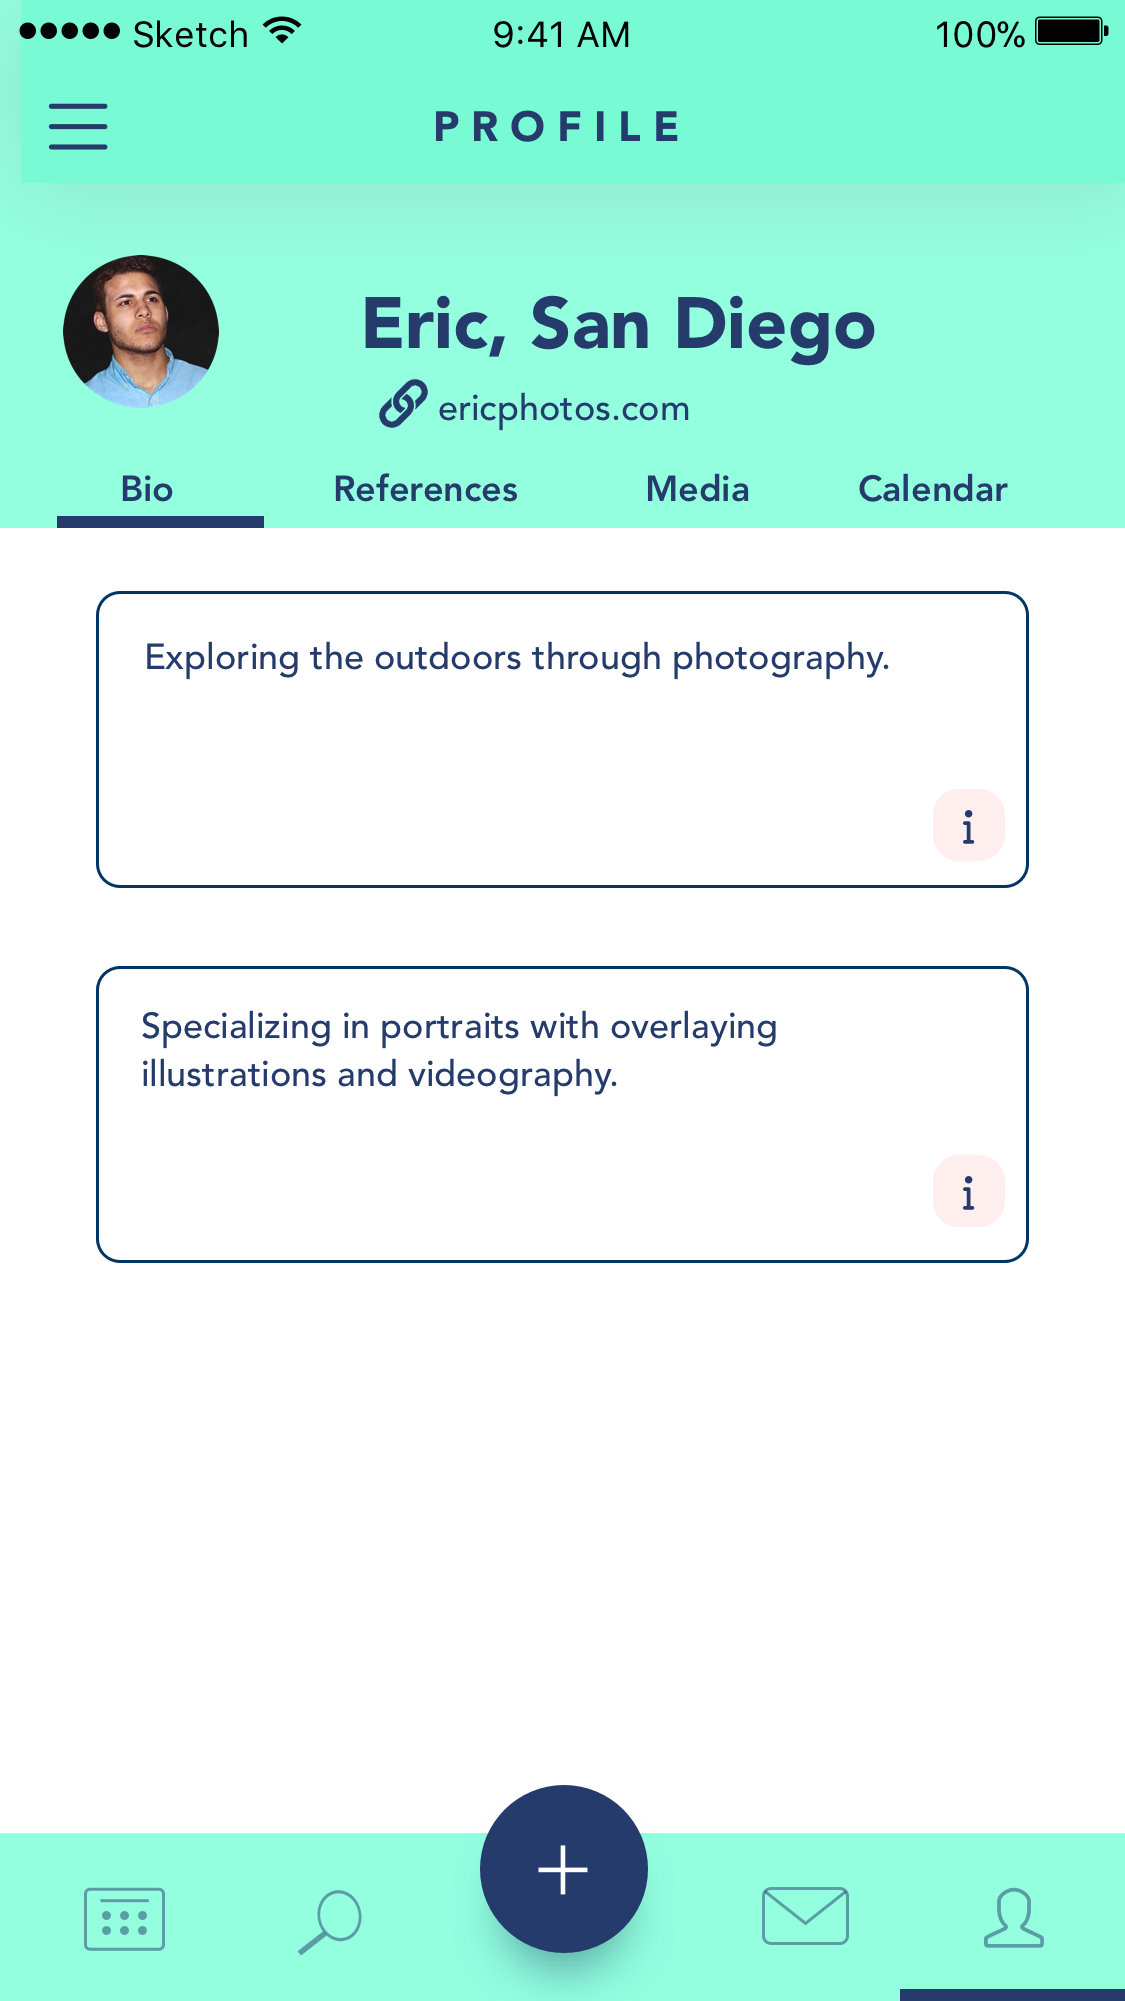 Sketch 9:41 AM 100%
PROFILE
Eric, San Diego
ericphotos.com
Bio References Media Calendar
Exploring the outdoors through photography.
i
Specializing in portraits with overlaying
illustrations and videography.
i